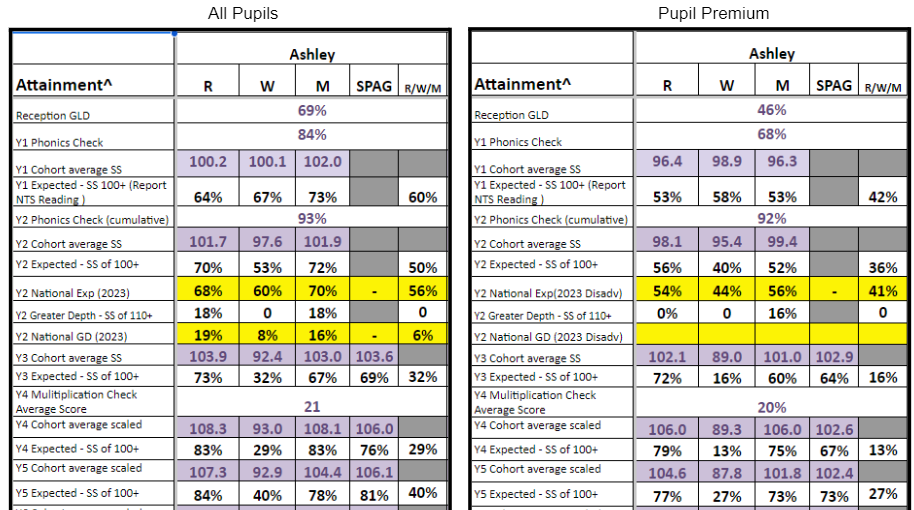 All Pupils
Ashley
Attainment^ R W M SPAG R/W/M
Reception GLD 69%
Y1 Phonics Check 84%
Y1 Cohort average SS 100.2 100.1 102.0
Y1 Expected - SS 100+ (Report
NTS Reading ) 64% 67% 73% 60%
Y2 Phonics Check (cumulative) 93%
Y2 Cohort average SS 101.7 97.6 101.9
Y2 Expected - SS of 100+ 70% 53% 72% 50%
Y2 National Exp (2023) 68% 60% 70% - 56%
Y2 Greater Depth - SS of 110+ 18% 0 18% 0
Y2 National GD (2023) 19% 8% 16% - 6%
Y3 Cohort average SS 103.9 92.4 103.0 103.6
Y3 Expected - SS of 100+ 73% 32% 67% 69% 32%
Y4 Mulitiplication Check
Average Score 21
Y4 Cohort average scaled 108.3 93.0 108.1 106.0
Y4 Expected - SS of 100+ 83% 29% 83% 76% 29%
Y5 Cohort average scaled 107.3 92.9 104.4 106.1
Y5 Expected - SS of 100+ 84% 40% 78% 81% 40%
Pupil Premium
Ashley
Attainment^ R W M SPAG R/W/M
Reception GLD 46%
Y1 Phonics Check 68%
Y1 Cohort average SS 96.4 98.9 96.3
Y1 Expected - SS 100+ (Report
NTS Reading ) 53% 58% 53% 42%
Y2 Phonics Check (cumulative) 92%
Y2 Cohort average SS 98.1 95.4 99.4
Y2 Expected - SS of 100+ 56% 40% 52% 36%
Y2 National Exp(2023 Disadv) 54% 44% 56% - 41%
Y2 Greater Depth - SS of 110+ 0% 0 16% 0
Y2 National GD (2023 Disadv)
Y3 Cohort average SS 102.1 89.0 101.0 102.9
Y3 Expected - SS of 100+ 72% 16% 60% 64% 16%
Y4 Mulitiplication Check
Average Score 20%
Y4 Cohort average scaled 106.0 89.3 106.0 102.6
Y4 Expected - SS of 100+ 79% 13% 75% 67% 13%
Y5 Cohort average scaled 104.6 87.8 101.8 102.4
Y5 Expected - SS of 100+ 77% 27% 73% 73% 27%